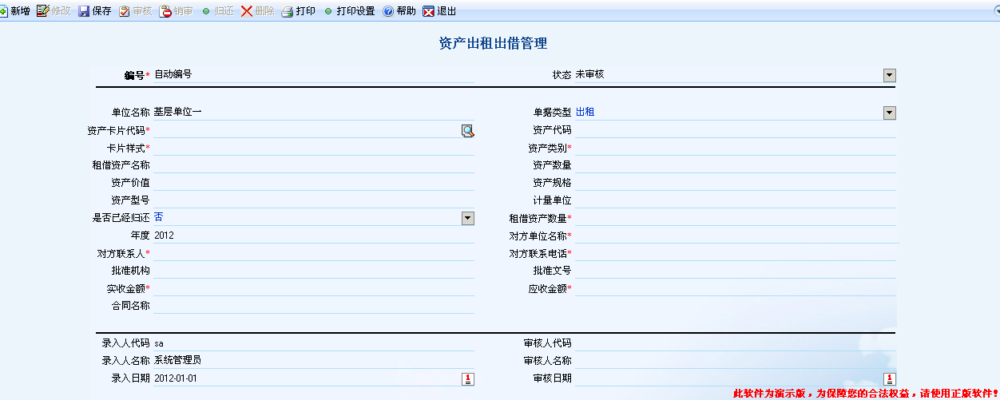 新增 修改 保存 审核 销审 归还 删除 打印 打印设置 帮助 退出
资产出租出借管理
编号* 自动编号 状态 未审核
单位名称 基层单位一 单据类型 出租
资产卡片代码* 资产代码
卡片样式* 资产类别*
租借资产名称 资产数量
资产价值 资产规格
资产型号 计量单位
是否已经归还 否 租借资产数量*
年度 2012 对方单位名称*
对方联系人* 对方联系电话*
批准机构 批准文号
实收金额* 应收金额*
合同名称
录入人代码 sa 审核人代码
录入人名称 系统管理员 审核人名称
录入日期 2012-01-01 审核日期
此软件为演示版，为保障您的合法权益，请使用正版软件！